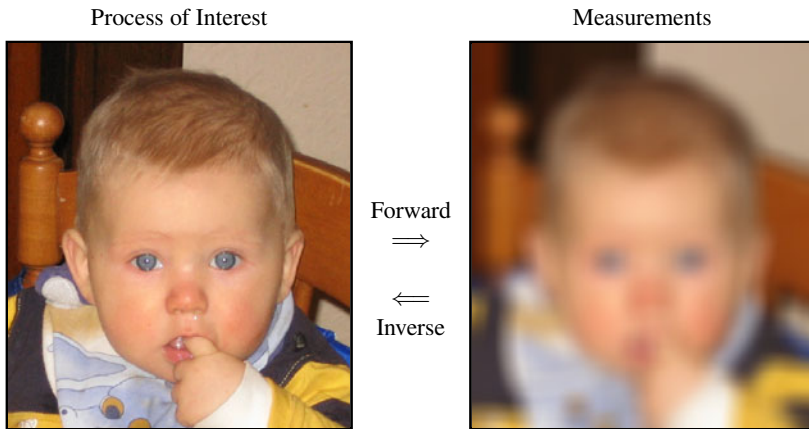 Process of Interest
Measurements
Forward
⟹
⟸
Inverse